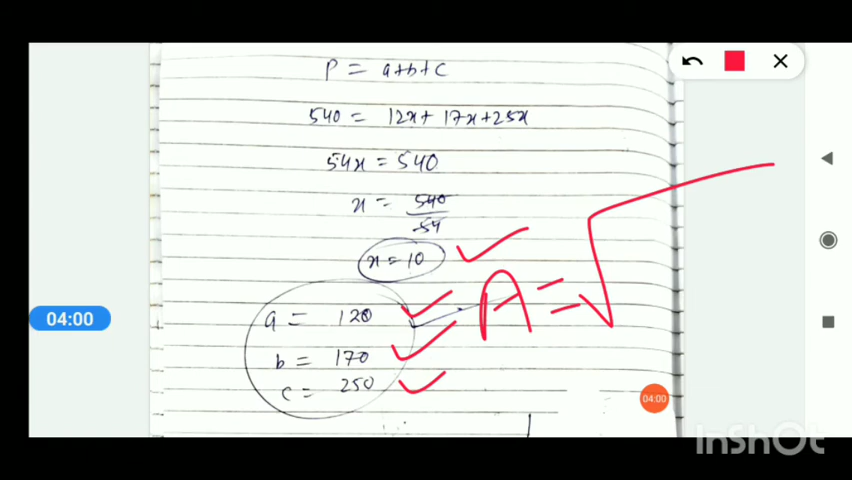 P = a+b+c
540 = 12x + 17x + 25x
54x = 540
x = 540/54
x = 10
a = 120
b = 170
c = 250
A = √
04:00
04:00
InShOt